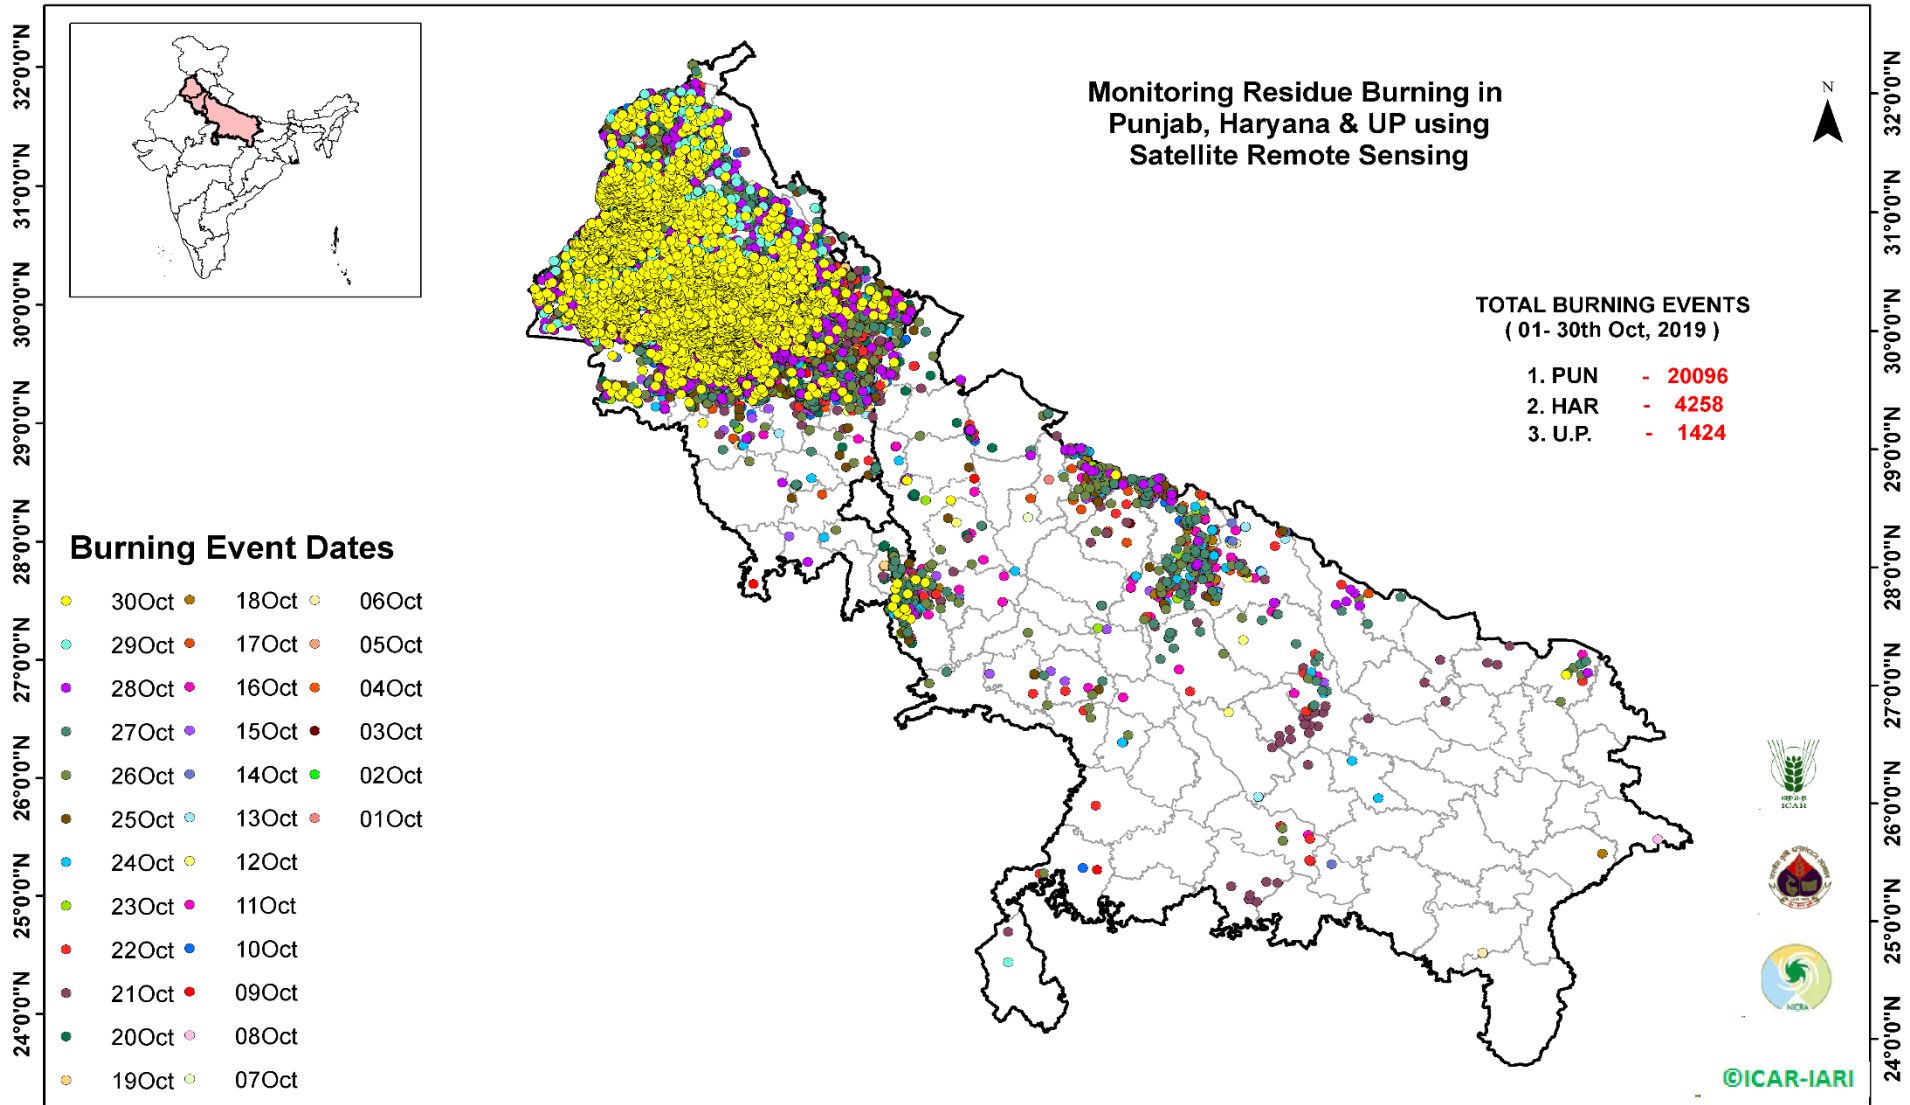 Monitoring Residue Burning in
Punjab, Haryana & UP using
Satellite Remote Sensing
N
TOTAL BURNING EVENTS
( 01- 30th Oct, 2019 )
1. PUN - 20096
2. HAR - 4258
3. U.P. - 1424
Burning Event Dates
30Oct 18Oct 06Oct
29Oct 17Oct 05Oct
28Oct 16Oct 04Oct
27Oct 15Oct 03Oct
26Oct 14Oct 02Oct
25Oct 13Oct 01Oct
24Oct 12Oct
23Oct 11Oct
22Oct 10Oct
21Oct 09Oct
20Oct 08Oct
19Oct 07Oct
32°0'0"N
31°0'0"N
30°0'0"N
29°0'0"N
28°0'0"N
27°0'0"N
26°0'0"N
25°0'0"N
24°0'0"N
32°0'0"N
31°0'0"N
30°0'0"N
29°0'0"N
28°0'0"N
27°0'0"N
26°0'0"N
25°0'0"N
24°0'0"N
ICAR
NICRA
©ICAR-IARI